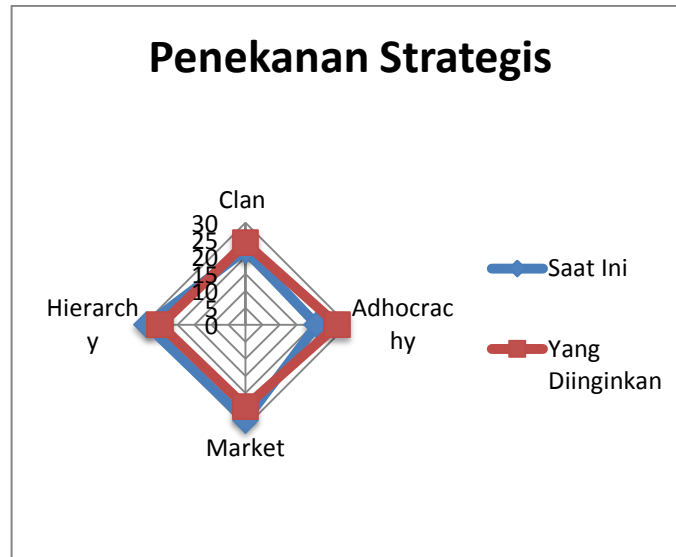 Penekanan Strategis
Clan
30
25
20
15
10
5
0
Hierarch
y
Adhocrac
hy
Market
Saat Ini
Yang
Diinginkan